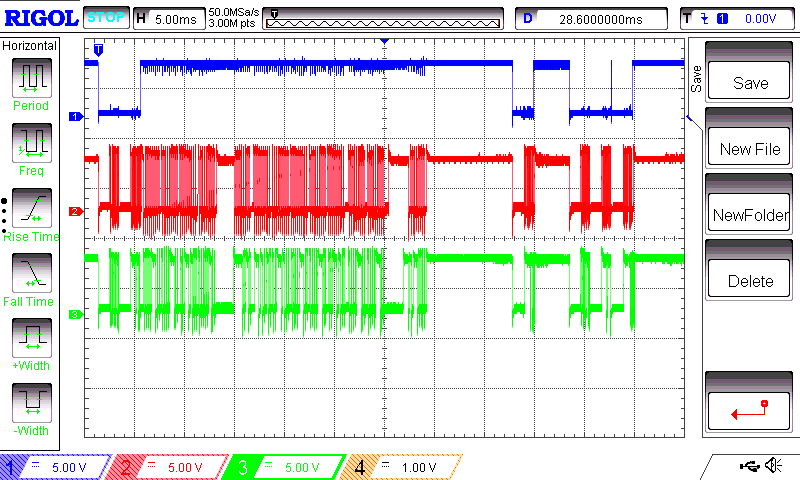 RIGOL STOP H 5.00ms 50.0MSa/s 3.00M pts T D 28.6000000ms T 1 0.00V
Horizontal
Period
Freq
Rise Time
Fall Time
+Width
-Width
T
1
2
3
Save
Save
New File
NewFolder
Delete
1 5.00 V 2 5.00 V 3 5.00 V 4 1.00 V